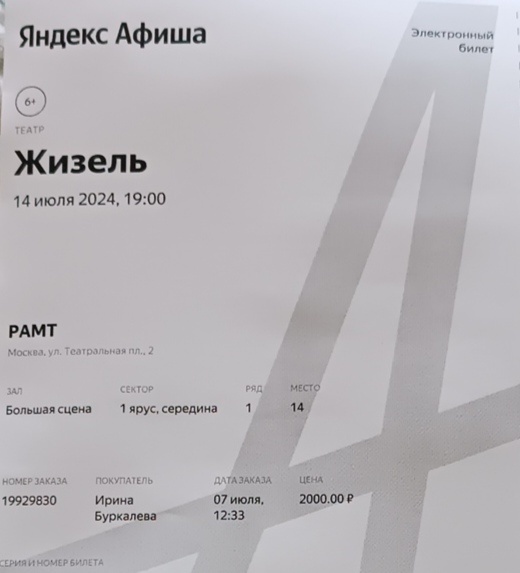 Яндекс Афиша
Электронный
билет
6+
ТЕАТР
Жизель
14 июля 2024, 19:00
РАМТ
Москва, ул. Театральная пл., 2
ЗАЛ СЕКТОР РЯД МЕСТО
Большая сцена 1 ярус, середина 1 14
НОМЕР ЗАКАЗА ПОКУПАТЕЛЬ ДАТА ЗАКАЗА ЦЕНА
19929830 Ирина 07 июля, 2000.00 ₽
Буркалева 12:33
СЕРИЯ И НОМЕР БИЛЕТА